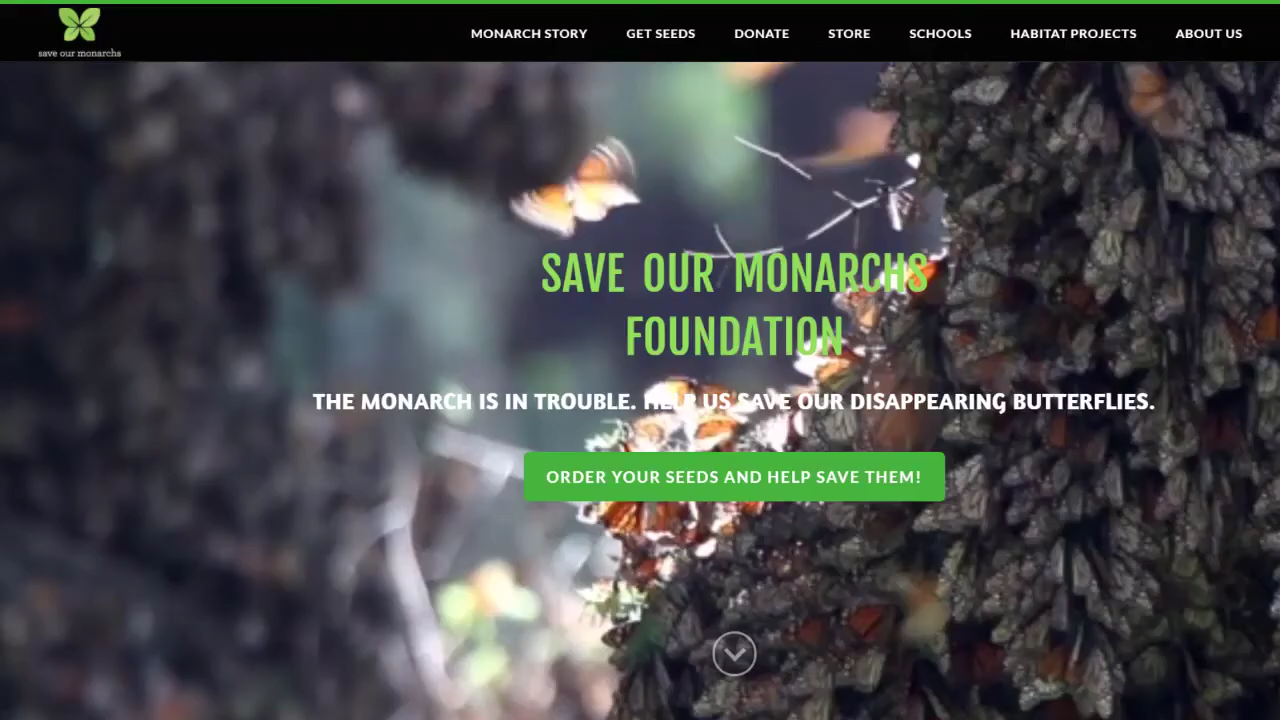 save our monarchs
MONARCH STORY GET SEEDS DONATE STORE SCHOOLS HABITAT PROJECTS ABOUT US
SAVE OUR MONARCHS
FOUNDATION
THE MONARCH IS IN TROUBLE. HELP US SAVE OUR DISAPPEARING BUTTERFLIES.
ORDER YOUR SEEDS AND HELP SAVE THEM!